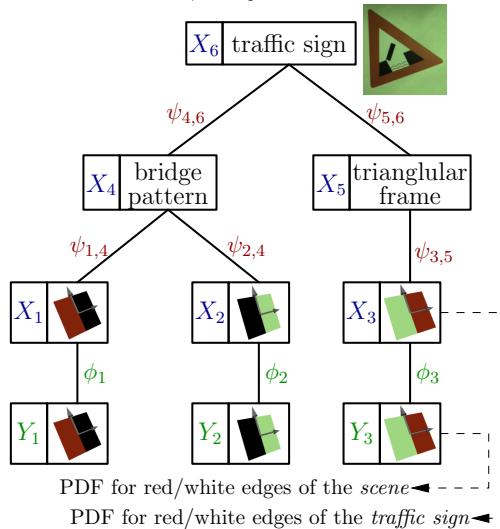 X6 traffic sign
ψ4,6 ψ5,6
X4 bridge pattern X5 trianglular frame
ψ1,4 ψ2,4 ψ3,5
X1 X2 X3
ϕ1 ϕ2 ϕ3
Y1 Y2 Y3
PDF for red/white edges of the scene
PDF for red/white edges of the traffic sign